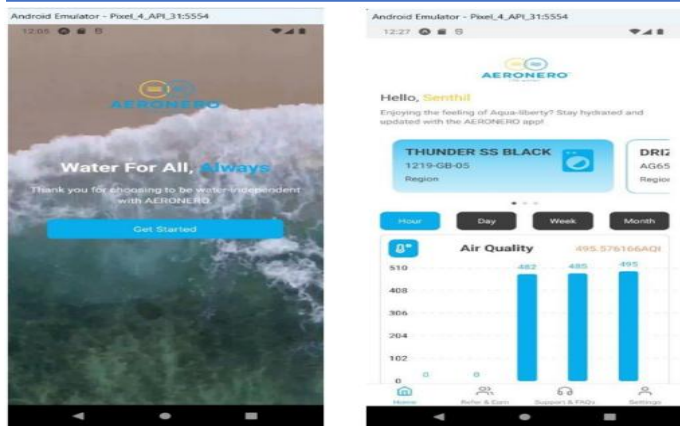 Android Emulator - Pixel_4_API_31:5554
12:05
AERONERO
Water For All, Always
Thank you for choosing to be water-independent
with AERONERO
Get Started
Android Emulator - Pixel_4_API_31:5554
12:27
AERONERO
Hello, Senthil
Enjoying the feeling of Aqua-liberty? Stay hydrated and
updated with the AERONERO app!
THUNDER SS BLACK
1219-GB-05
Region
DRIZ
AG65
Region
Hour Day Week Month
Air Quality 495.576166AQI
510
482 485 495
408
306
204
102
0 0
0
Home Refer & Earn Support & FAQs Settings